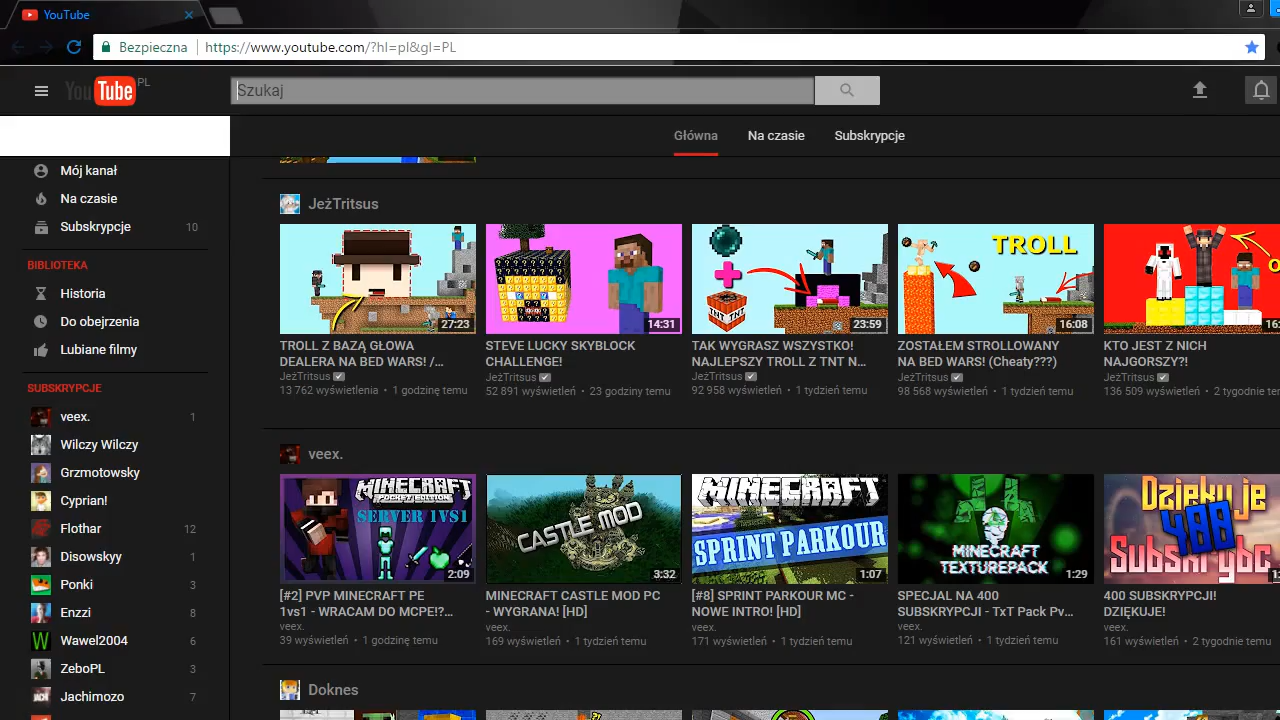 YouTube
Bezpieczna
https://www.youtube.com/?hl=pl&gl=PL
YouTube PL
Szukaj
Główna
Na czasie
Subskrypcje
Mój kanał
Na czasie
Subskrypcje 10
BIBLIOTEKA
Historia
Do obejrzenia
Lubiane filmy
SUBSKRYPCJE
veex. 1
Wilczy Wilczy
Grzmotowsky
Cyprian!
Flothar 12
Disowskyy 1
Ponki 3
Enzzi 8
W
Wawel2004 6
ZeboPL 3
Jachimozo 7
JeżTritsus
27:23
TROLL Z BAZĄ GŁOWA
DEALERA NA BED WARS! /...
JeżTritsus
13 762 wyświetlenia • 1 godzinę temu
14:31
STEVE LUCKY SKYBLOCK
CHALLENGE!
JeżTritsus
52 891 wyświetleń • 23 godziny temu
TNT TNT
23:59
TAK WYGRASZ WSZYSTKO!
NAJLEPSZY TROLL Z TNT N...
JeżTritsus
92 958 wyświetleń • 1 tydzień temu
TROLL
16:08
ZOSTAŁEM STROLLOWANY
NA BED WARS! (Cheaty???)
JeżTritsus
98 568 wyświetleń • 1 tydzień temu
KTO JEST Z NICH
NAJGORSZY?!
JeżTritsus
136 509 wyświetleń • 2 tygodnie tem
veex.
MINECRAFT
POCKET EDITION
SERVER 1VS1
2:09
[#2] PVP MINECRAFT PE
1vs1 - WRACAM DO MCPE!?...
veex.
39 wyświetleń • 1 godzinę temu
CASTLE MOD
3:32
MINECRAFT CASTLE MOD PC
- WYGRANA! [HD]
veex.
169 wyświetleń • 1 tydzień temu
MINECRAFT
SPRINT PARKOUR
1:07
[#8] SPRINT PARKOUR MC -
NOWE INTRO! [HD]
veex.
171 wyświetleń • 1 tydzień temu
MINECRAFT
TEXTUREPACK
1:29
SPECJAL NA 400
SUBSKRYPCJI - TxT Pack Pv...
veex.
121 wyświetleń • 1 tydzień temu
Dziękuje
400
400 SUBSKRYPCJI!
DZIĘKUJE!
veex.
161 wyświetleń • 2 tygodnie temu
Doknes